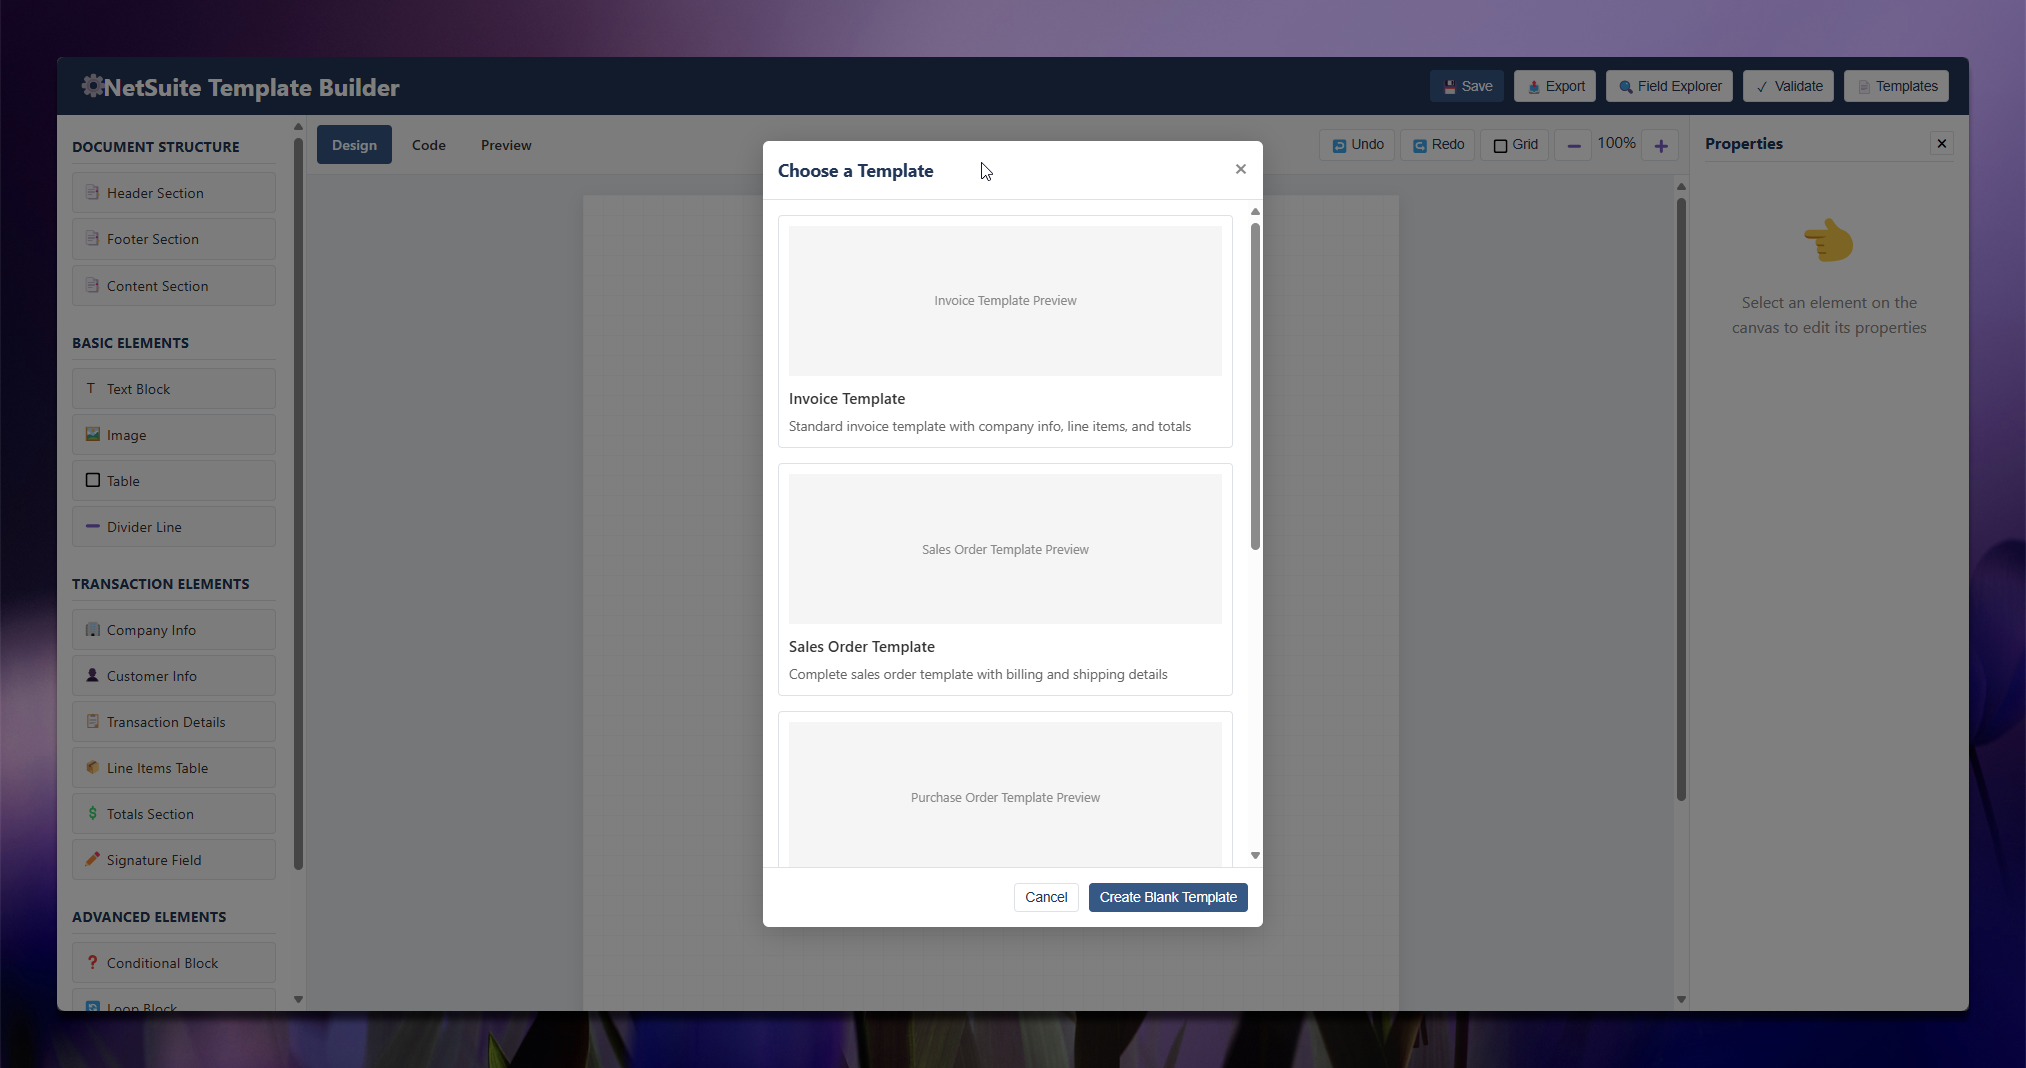 NetSuite Template Builder
Save
Export
Field Explorer
Validate
Templates
DOCUMENT STRUCTURE
Header Section
Footer Section
Content Section
BASIC ELEMENTS
T Text Block
Image
Table
Divider Line
TRANSACTION ELEMENTS
Company Info
Customer Info
Transaction Details
Line Items Table
$ Totals Section
Signature Field
ADVANCED ELEMENTS
? Conditional Block
Loop Block
Design
Code
Preview
Undo
Redo
Grid
100%
Choose a Template
Invoice Template Preview
Invoice Template
Standard invoice template with company info, line items, and totals
Sales Order Template Preview
Sales Order Template
Complete sales order template with billing and shipping details
Purchase Order Template Preview
Cancel
Create Blank Template
Properties
Select an element on the
canvas to edit its properties